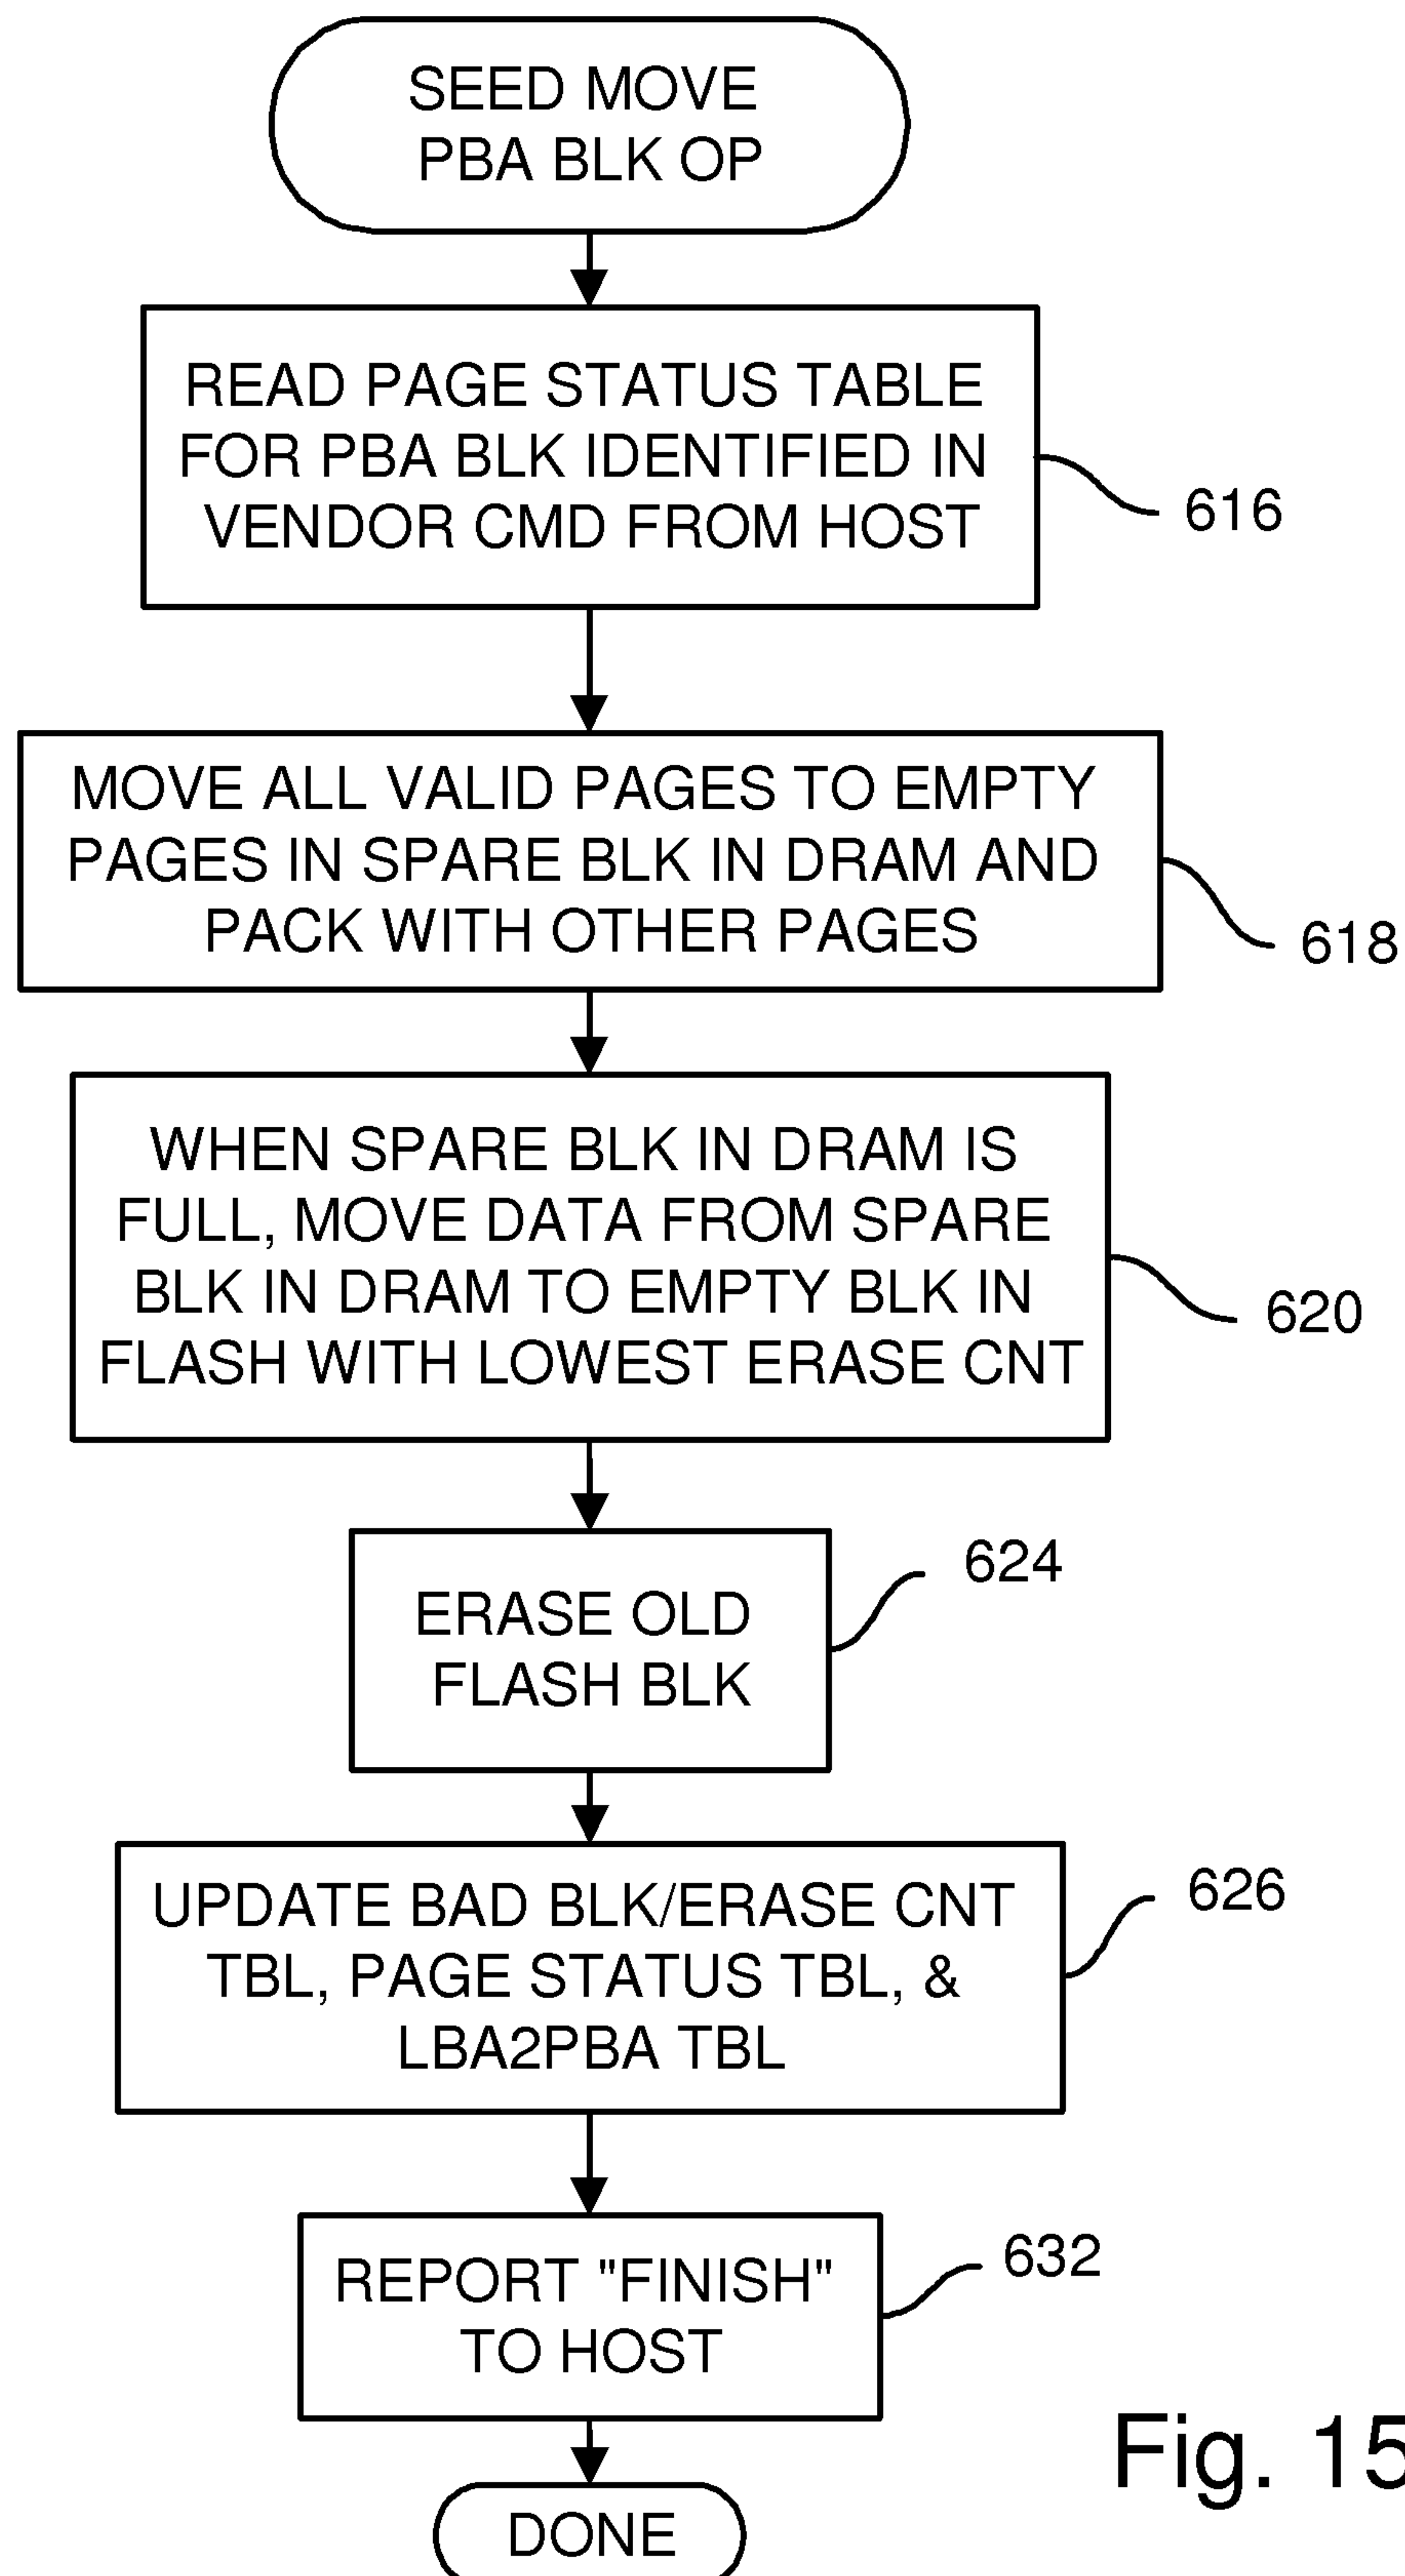 SEED MOVE
PBA BLK OP
READ PAGE STATUS TABLE
FOR PBA BLK IDENTIFIED IN
VENDOR CMD FROM HOST
616
MOVE ALL VALID PAGES TO EMPTY
PAGES IN SPARE BLK IN DRAM AND
PACK WITH OTHER PAGES
618
WHEN SPARE BLK IN DRAM IS
FULL, MOVE DATA FROM SPARE
BLK IN DRAM TO EMPTY BLK IN
FLASH WITH LOWEST ERASE CNT
620
ERASE OLD
FLASH BLK
624
UPDATE BAD BLK/ERASE CNT
TBL, PAGE STATUS TBL, &
LBA2PBA TBL
626
REPORT "FINISH"
TO HOST
632
DONE
Fig. 15